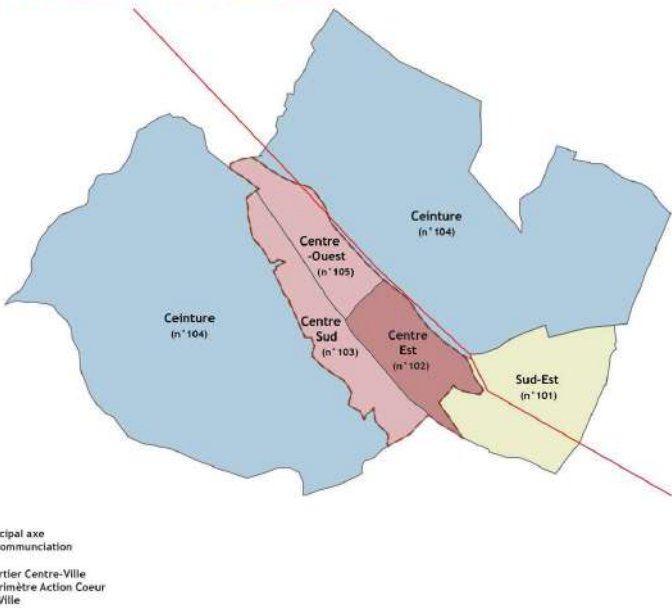 Ceinture
(n°104)
Centre
-Ouest
(n°105)
Ceinture
(n°104)
Centre
Sud
(n°103)
Centre
Est
(n°102)
Sud-Est
(n°101)
cipal axe
ommunciation
rtier Centre-Ville
rimètre Action Coeur
Ville